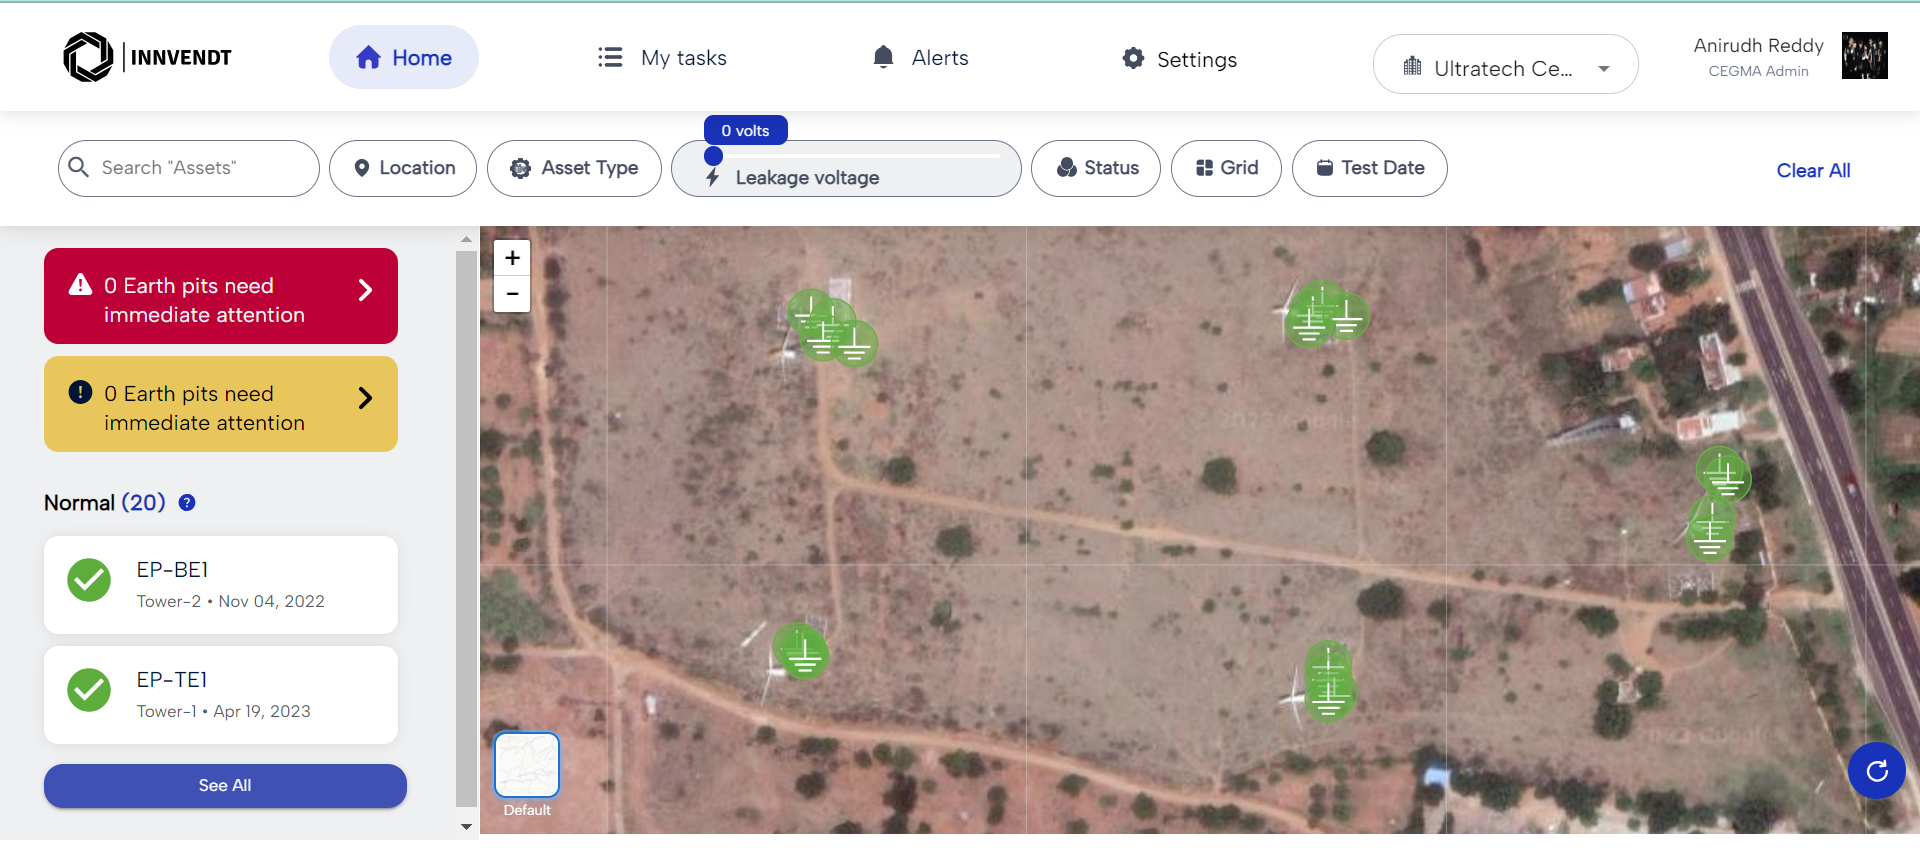 INNVENDT
Home
My tasks
Alerts
Settings
Ultratech Ce...
Anirudh Reddy
CEGMA Admin
Search "Assets"
Location
Asset Type
0 volts
Leakage voltage
Status
Grid
Test Date
Clear All
0 Earth pits need
immediate attention
0 Earth pits need
immediate attention
Normal (20)
EP-BE1
Tower-2 • Nov 04, 2022
EP-TE1
Tower-1 • Apr 19, 2023
See All
+
−
Default